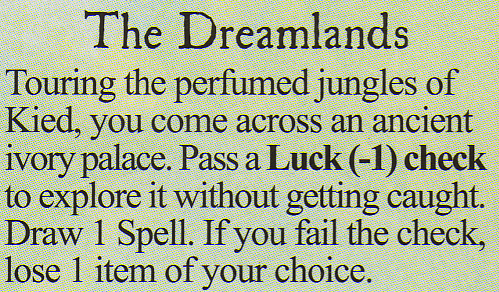 The Dreamlands
Touring the perfumed jungles of
Kied, you come across an ancient
ivory palace. Pass a Luck (-1) check
to explore it without getting caught.
Draw 1 Spell. If you fail the check,
lose 1 item of your choice.